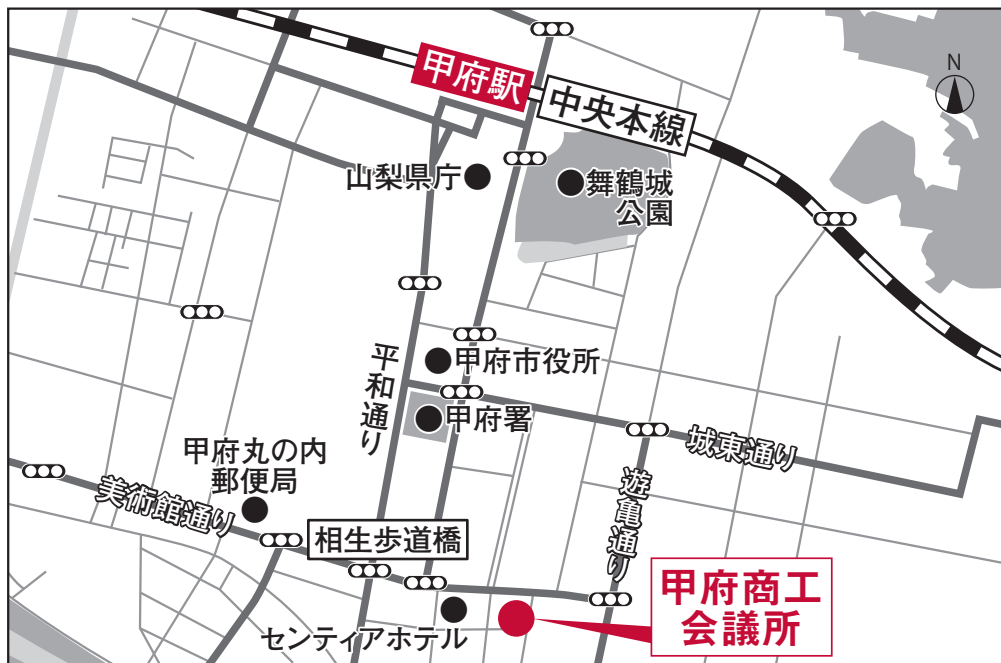 N
甲府駅
中央本線
山梨県庁
舞鶴城
公園
甲府市役所
平和通り
甲府署
城東通り
甲府丸の内
郵便局
遊亀通り
美術館通り
相生歩道橋
甲府商工
会議所
センティアホテル